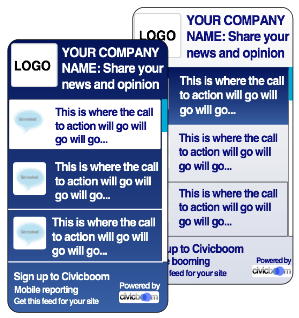 LOGO
YOUR COMPANY
NAME: Share your
news and opinion
This is where the call
to action will go will
go will go...
This is where the call
to action will go will
go will go...
This is where the call
to action will go will
go will go...
Sign up to Civicboom
Mobile reporting
Get this feed for your site
Powered by
civicboom
LOGO
YOUR COMPANY
NAME: Share your
news and opinion
This is where the call
to action will go will
go will go...
This is where the call
to action will go will
go will go...
This is where the call
to action will go will
go will go...
up to Civicboom
booming
feed for your site
Powered by
civicboom